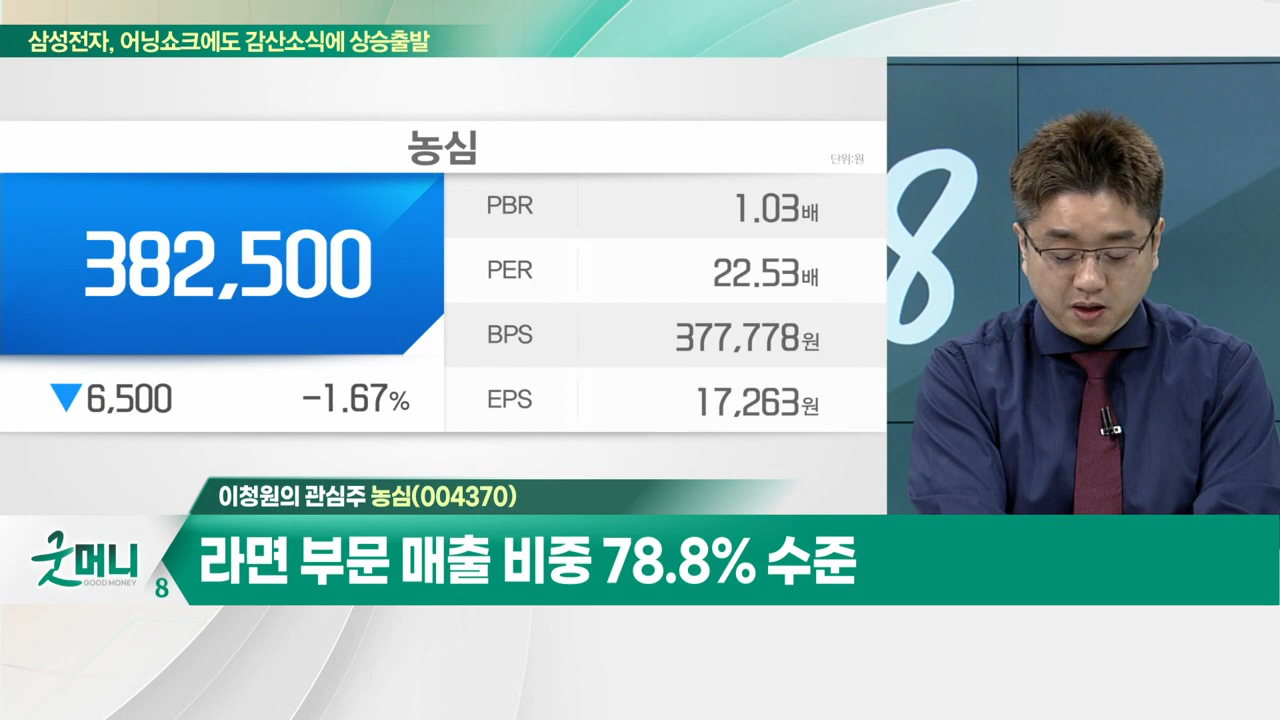 삼성전자, 어닝쇼크에도 감산소식에 상승출발
농심
단위:원
382,500
▼6,500 -1.67%
PBR 1.03배
PER 22.53배
BPS 377,778원
EPS 17,263원
8
이청원의 관심주 농심(004370)
굿머니
GOOD MONEY
8
라면 부문 매출 비중 78.8% 수준